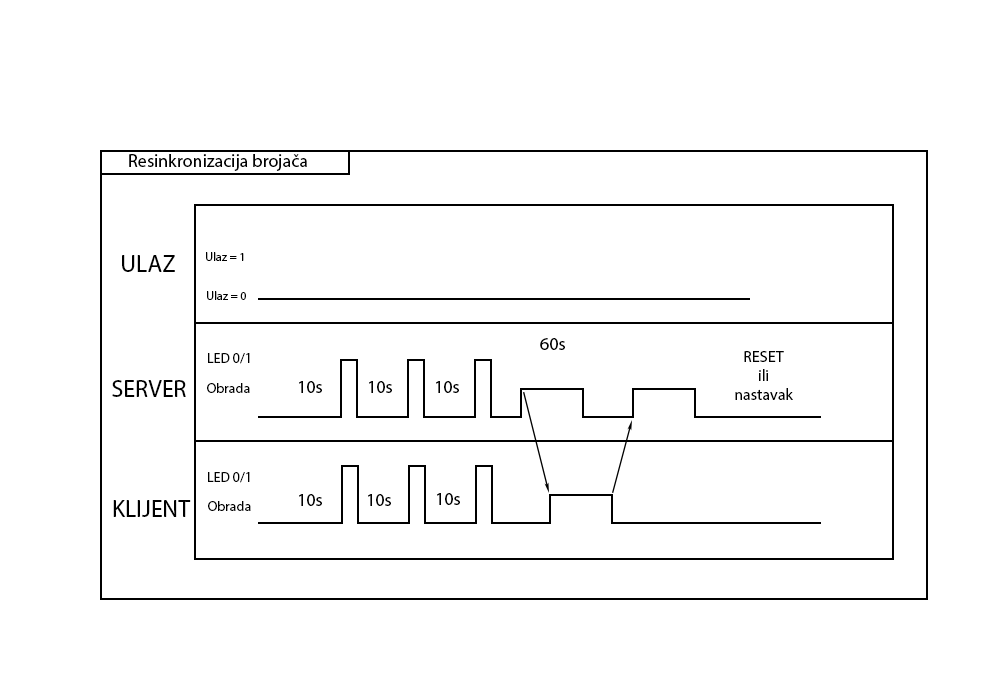 Resinkronizacija brojača
ULAZ
Ulaz = 1
Ulaz = 0
SERVER
LED 0/1
Obrada
10s
10s
10s
60s
RESET
ili
nastavak
KLIJENT
LED 0/1
Obrada
10s
10s
10s